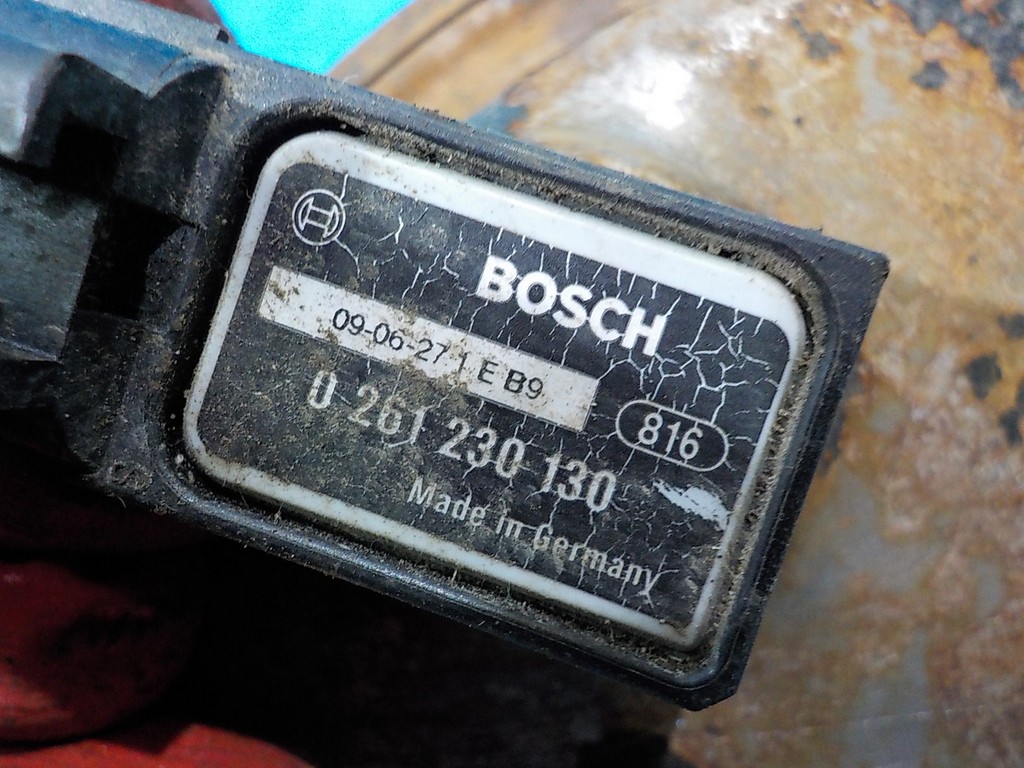 BOSCH
09-06-27 1 E B9
816
0 261 230 130
Made in Germany